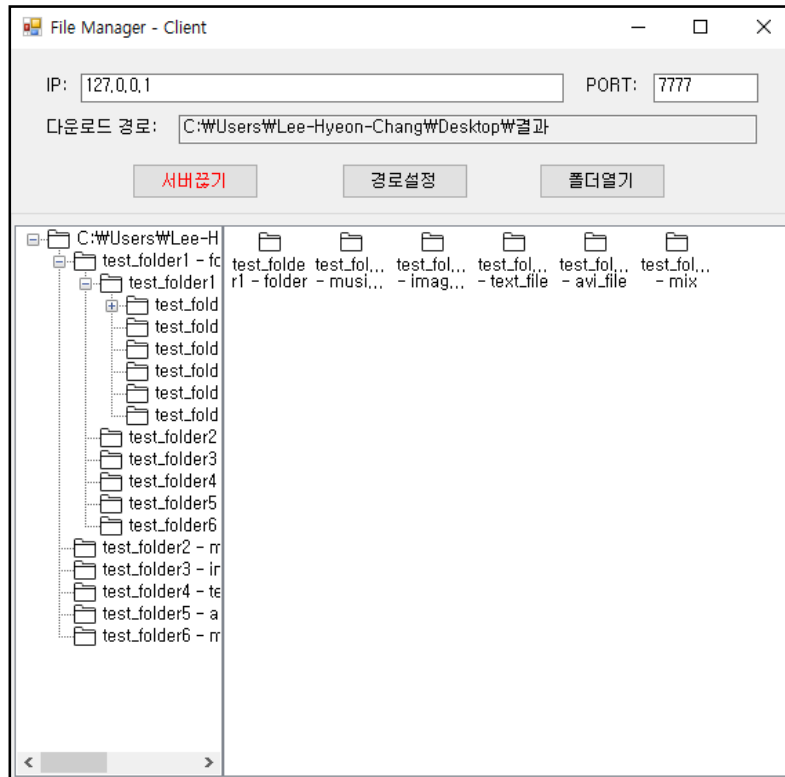 File Manager - Client
IP: 127.0.0.1 PORT: 7777
다운로드 경로: C:₩Users₩Lee-Hyeon-Chang₩Desktop₩결과
서버끊기 경로설정 폴더열기
C:₩Users₩Lee-H
test_folder1 - fc
test_folder1
test_fold
test_fold
test_fold
test_fold
test_fold
test_fold
test_folder2
test_folder3
test_folder4
test_folder5
test_folder6
test_folder2 - m
test_folder3 - in
test_folder4 - te
test_folder5 - a
test_folder6 - m
test_folde test_fol... test_fol... test_fol... test_fol... test_fol...
r1 - folder - musi... - imag... - text_file - avi_file - mix